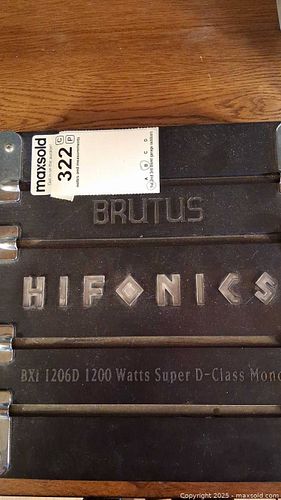 maxsold
322
C
P
A B C D
BRUTUS
HIFONICS
BXi 1206D 1200 Watts Super D-Class Mono
Copyright © 2025 - maxsold.com